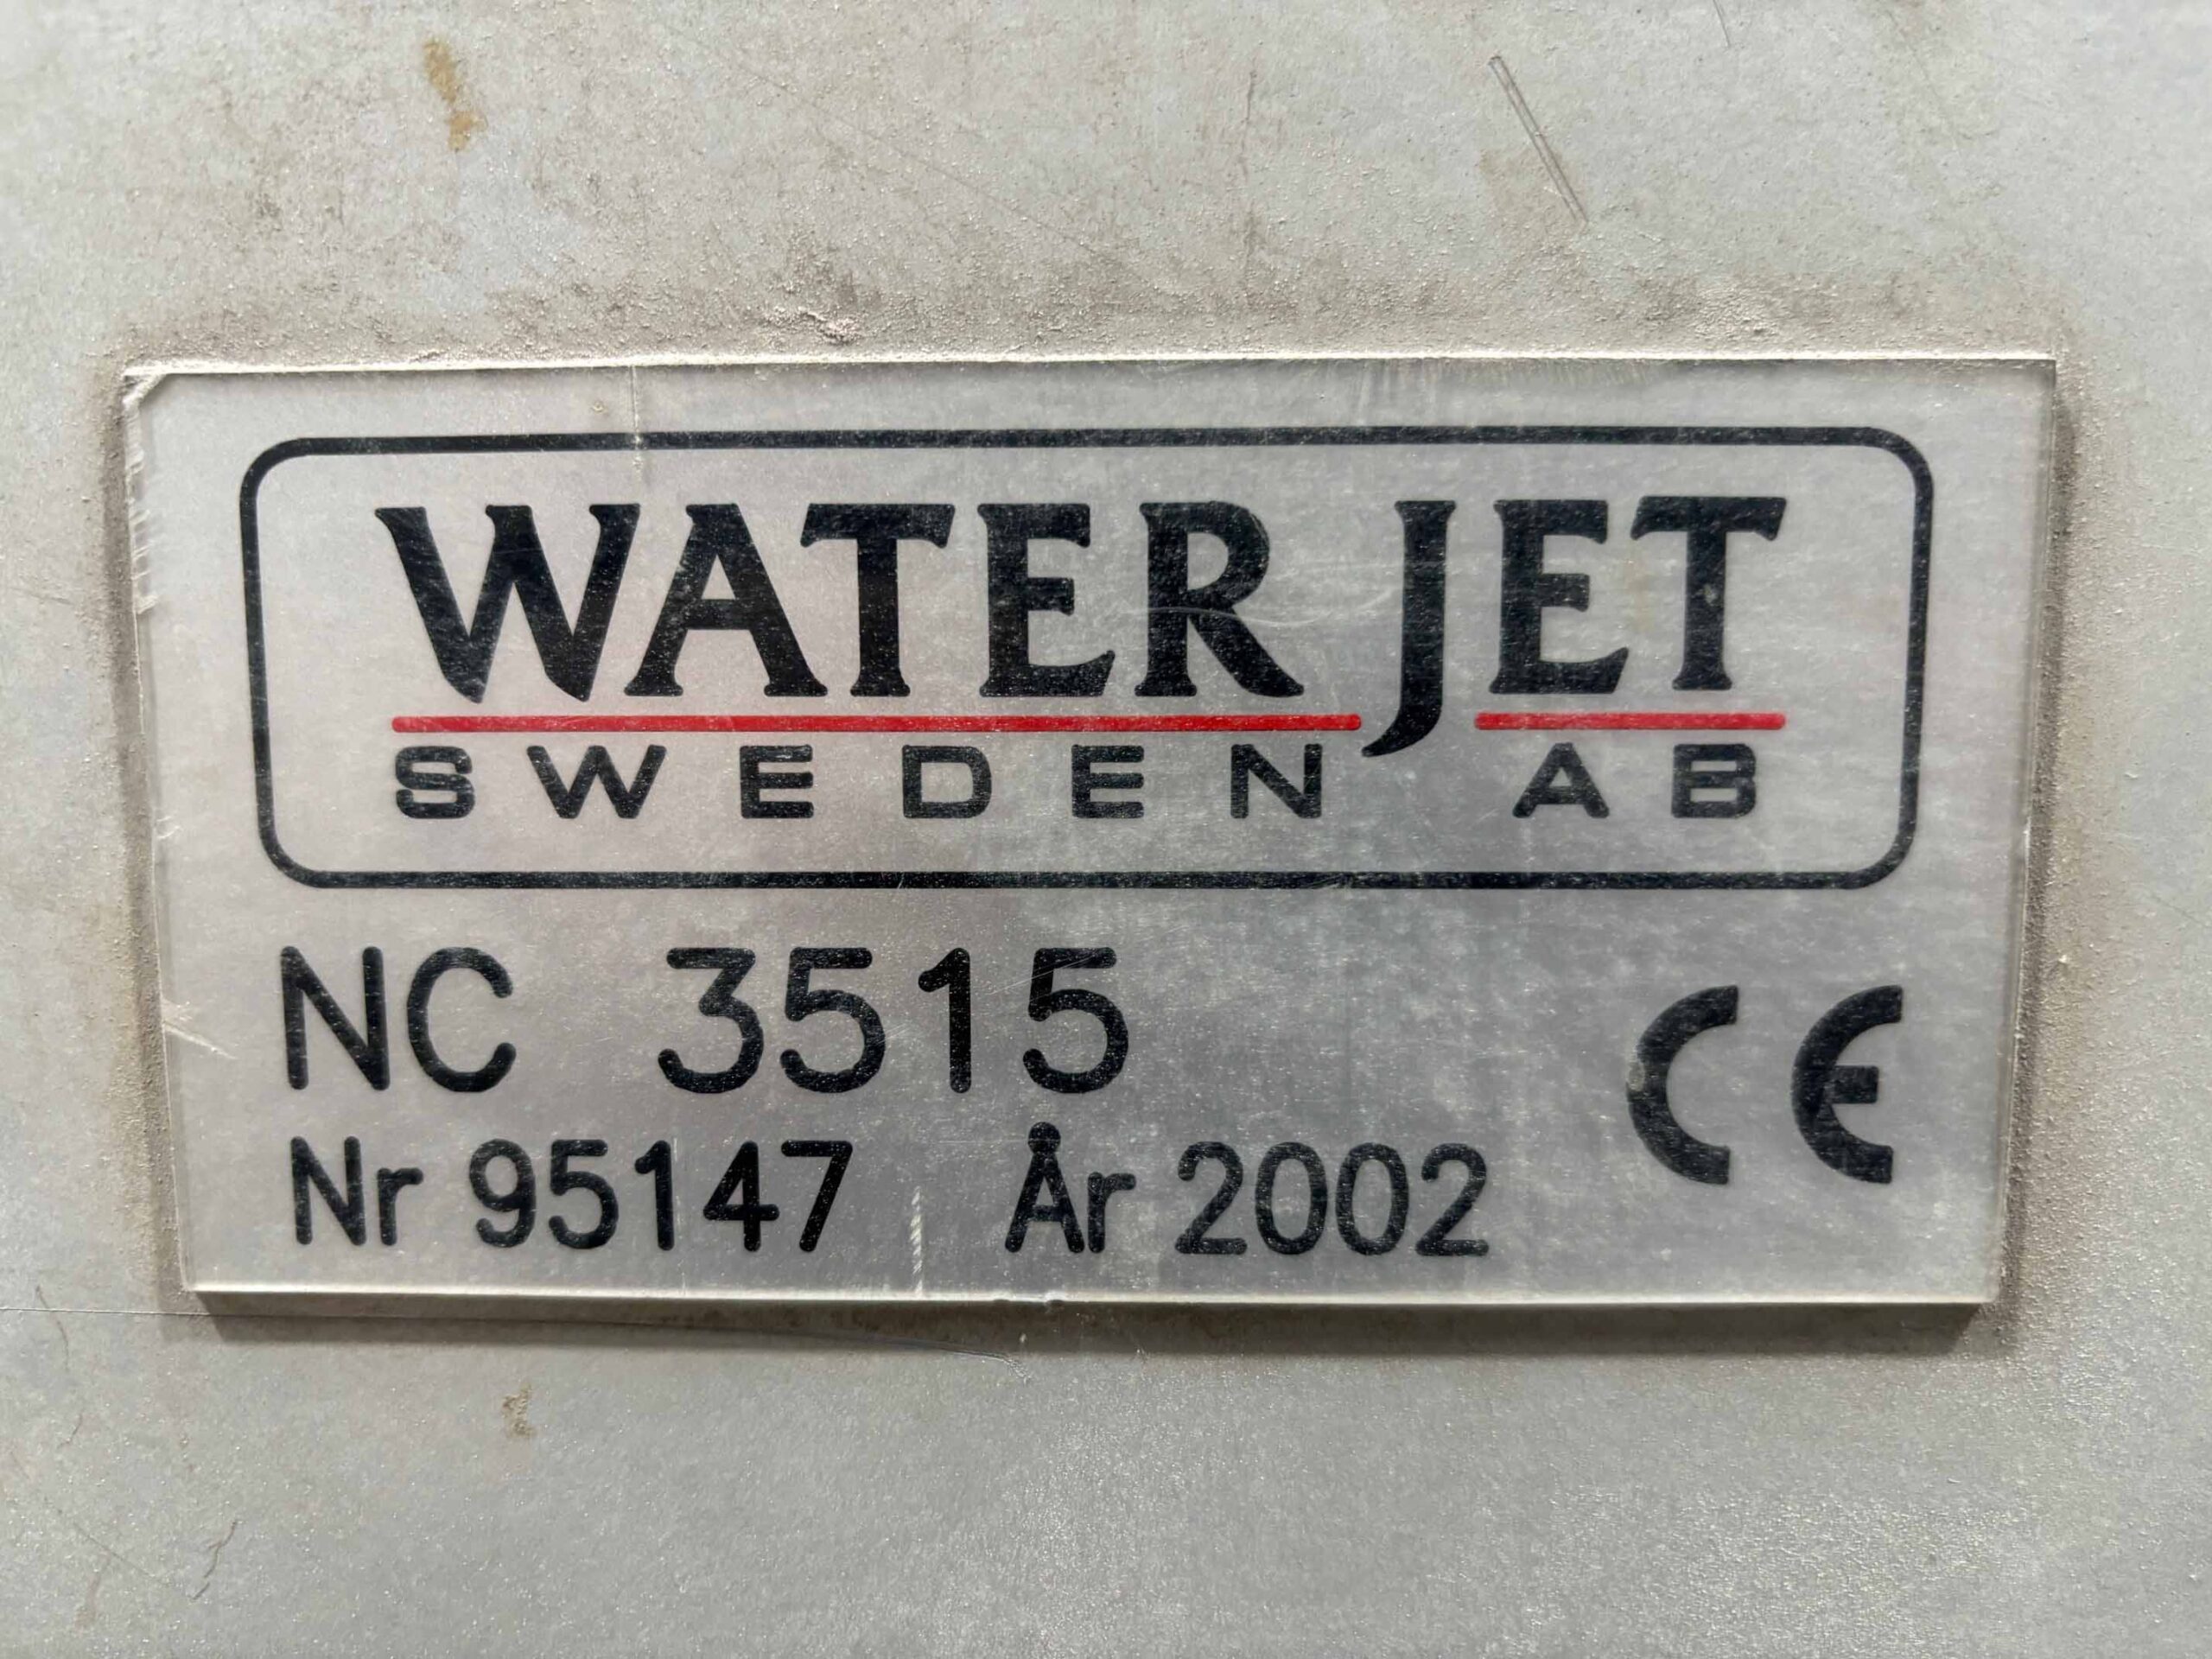 WATER JET
SWEDEN AB
NC 3515
Nr 95147 År 2002
CE